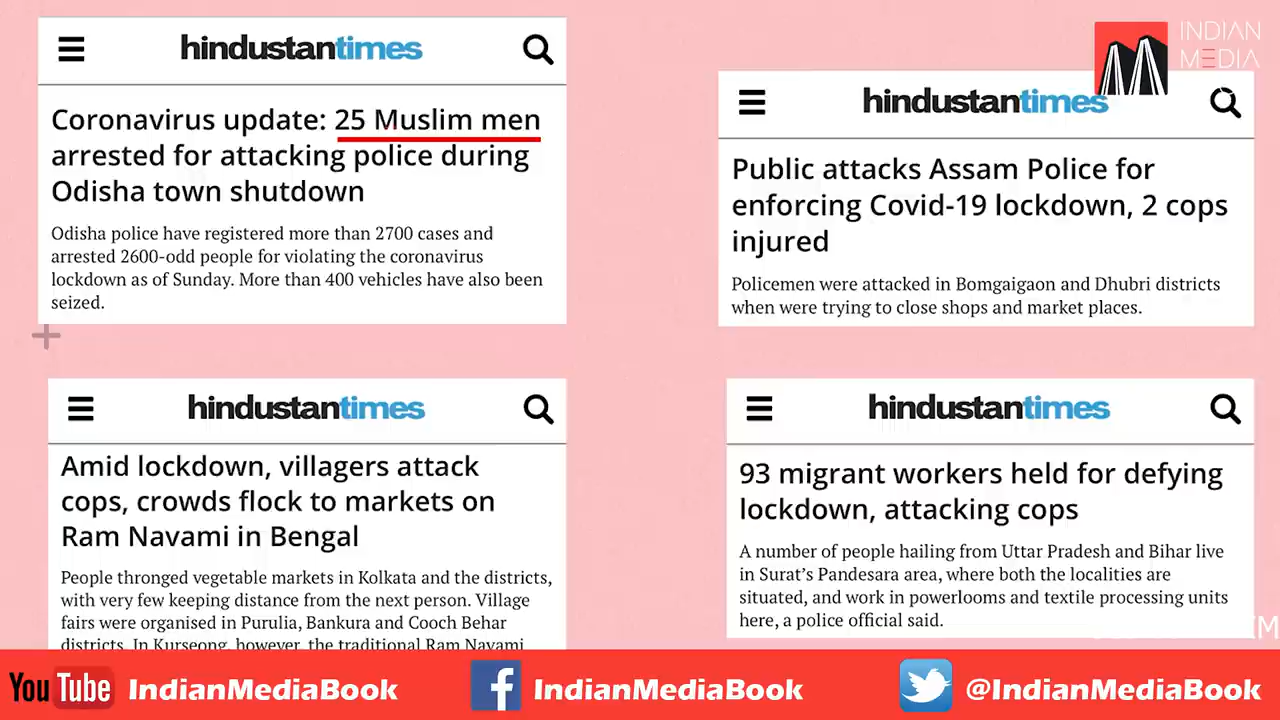 hindustantimes
Coronavirus update: 25 Muslim men
arrested for attacking police during
Odisha town shutdown
Odisha police have registered more than 2700 cases and
arrested 2600-odd people for violating the coronavirus
lockdown as of Sunday. More than 400 vehicles have also been
seized.
INDIAN
MEDIA
hindustantimes
Public attacks Assam Police for
enforcing Covid-19 lockdown, 2 cops
injured
Policemen were attacked in Bomgaigaon and Dhubri districts
when were trying to close shops and market places.
hindustantimes
Amid lockdown, villagers attack
cops, crowds flock to markets on
Ram Navami in Bengal
People thronged vegetable markets in Kolkata and the districts,
with very few keeping distance from the next person. Village
fairs were organised in Purulia, Bankura and Cooch Behar
districts. In Kurseong, however, the traditional Ram Navami
hindustantimes
93 migrant workers held for defying
lockdown, attacking cops
A number of people hailing from Uttar Pradesh and Bihar live
in Surat's Pandesara area, where both the localities are
situated, and work in powerlooms and textile processing units
here, a police official said.
YouTube IndianMediaBook
IndianMediaBook
@IndianMediaBook